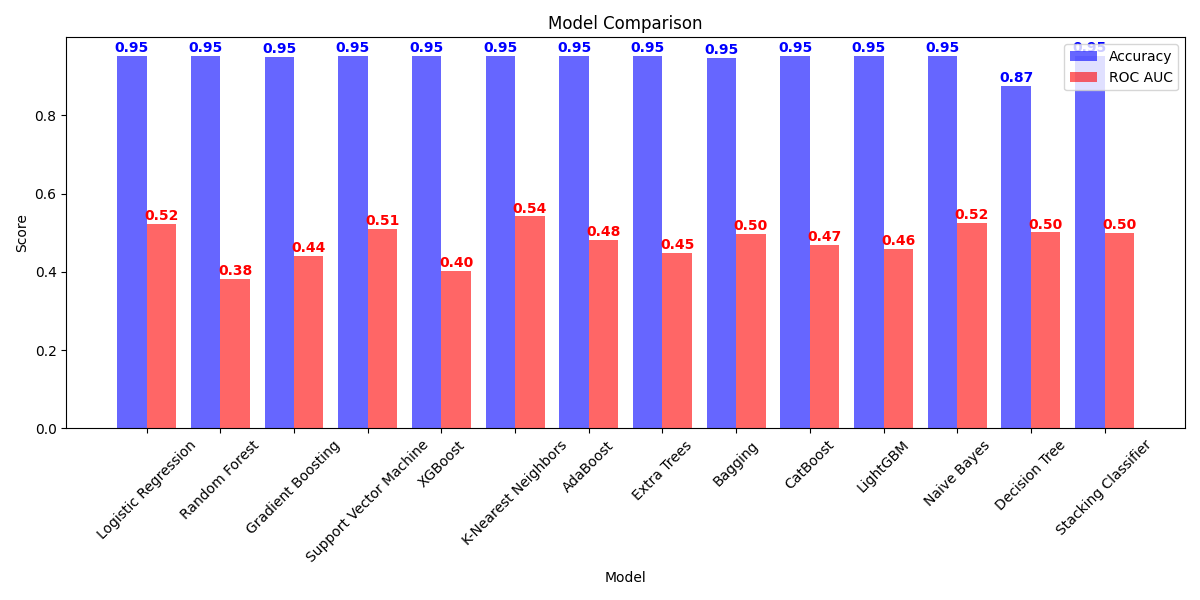 Model Comparison
0.95 0.95 0.95 0.95 0.95 0.95 0.95 0.95 0.95 0.95 0.95 0.95 0.87 0.95
Accuracy
ROC AUC
0.52 0.38 0.44 0.51 0.40 0.54 0.48 0.45 0.50 0.47 0.46 0.52 0.50 0.50
Score
0.8
0.6
0.4
0.2
0.0
Logistic Regression
Random Forest
Gradient Boosting
Support Vector Machine
XGBoost
K-Nearest Neighbors
AdaBoost
Extra Trees
Bagging
CatBoost
LightGBM
Naive Bayes
Decision Tree
Stacking Classifier
Model